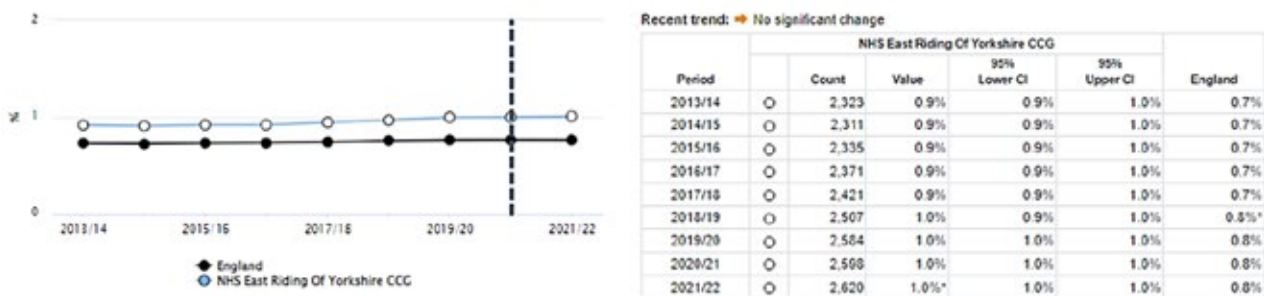 2
1
%
0
2013/14 2015/16 2017/18 2019/20 2021/22
England
NHS East Riding Of Yorkshire CCG
Recent trend: No significant change
NHS East Riding Of Yorkshire CCG
Period Count Value 95% Lower CI 95% Upper CI England
2013/14 2,323 0.9% 0.9% 1.0% 0.7%
2014/15 2,311 0.9% 0.9% 1.0% 0.7%
2015/16 2,335 0.9% 0.9% 1.0% 0.7%
2016/17 2,371 0.9% 0.9% 1.0% 0.7%
2017/18 2,421 0.9% 0.9% 1.0% 0.7%
2018/19 2,507 1.0% 0.9% 1.0% 0.8%*
2019/20 2,584 1.0% 1.0% 1.0% 0.8%
2020/21 2,598 1.0% 1.0% 1.0% 0.8%
2021/22 2,620 1.0%* 1.0% 1.0% 0.8%